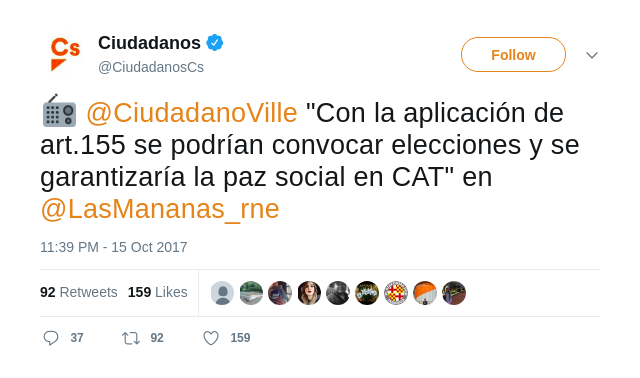 Cs
Ciudadanos
@CiudadanosCs
Follow
@CiudadanoVille "Con la aplicación de
art.155 se podrían convocar elecciones y se
garantizaría la paz social en CAT" en
@LasMananas_rne
11:39 PM - 15 Oct 2017
92 Retweets 159 Likes
37 92 159